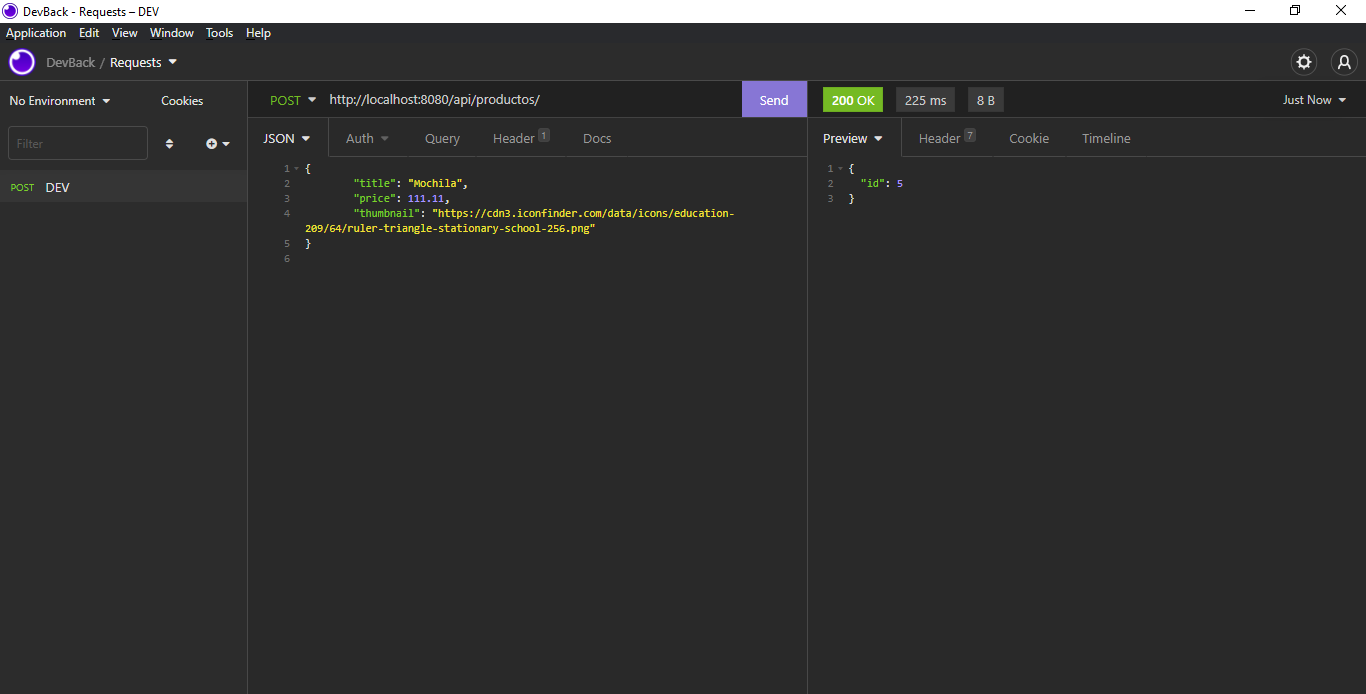 DevBack - Requests – DEV
Application Edit View Window Tools Help
DevBack / Requests
No Environment Cookies
Filter
POST DEV
POST http://localhost:8080/api/productos/ Send
JSON Auth Query Header 1 Docs
1 {
2 "title": "Mochila",
3 "price": 111.11,
4 "thumbnail": "https://cdn3.iconfinder.com/data/icons/education-
209/64/ruler-triangle-stationary-school-256.png"
5 }
6
200 OK 225 ms 8 B Just Now
Preview Header 7 Cookie Timeline
1 {
2 "id": 5
3 }